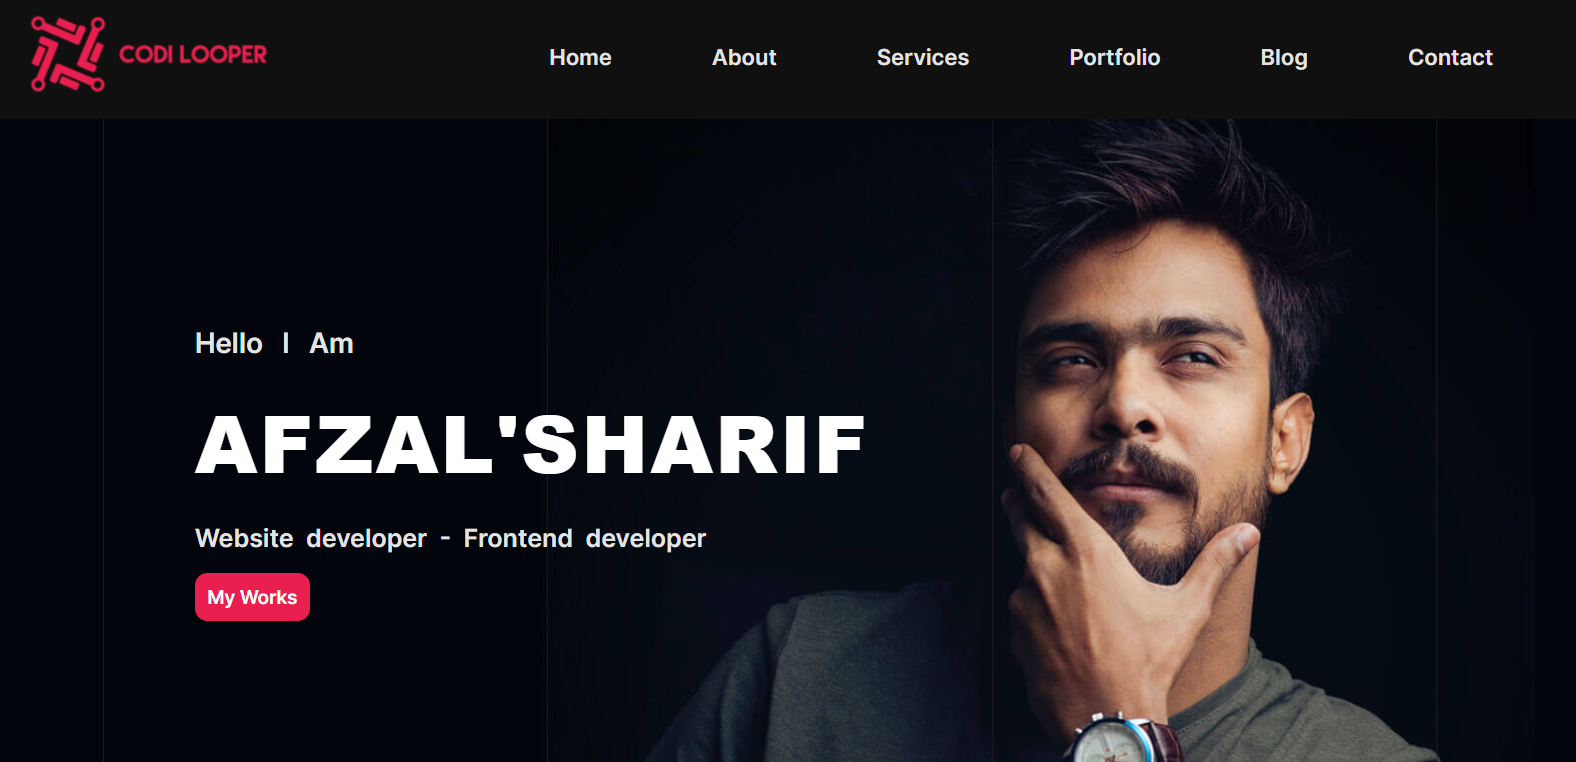 CODI LOOPER
Home About Services Portfolio Blog Contact
Hello I Am
AFZAL'SHARIF
Website developer - Frontend developer
My Works